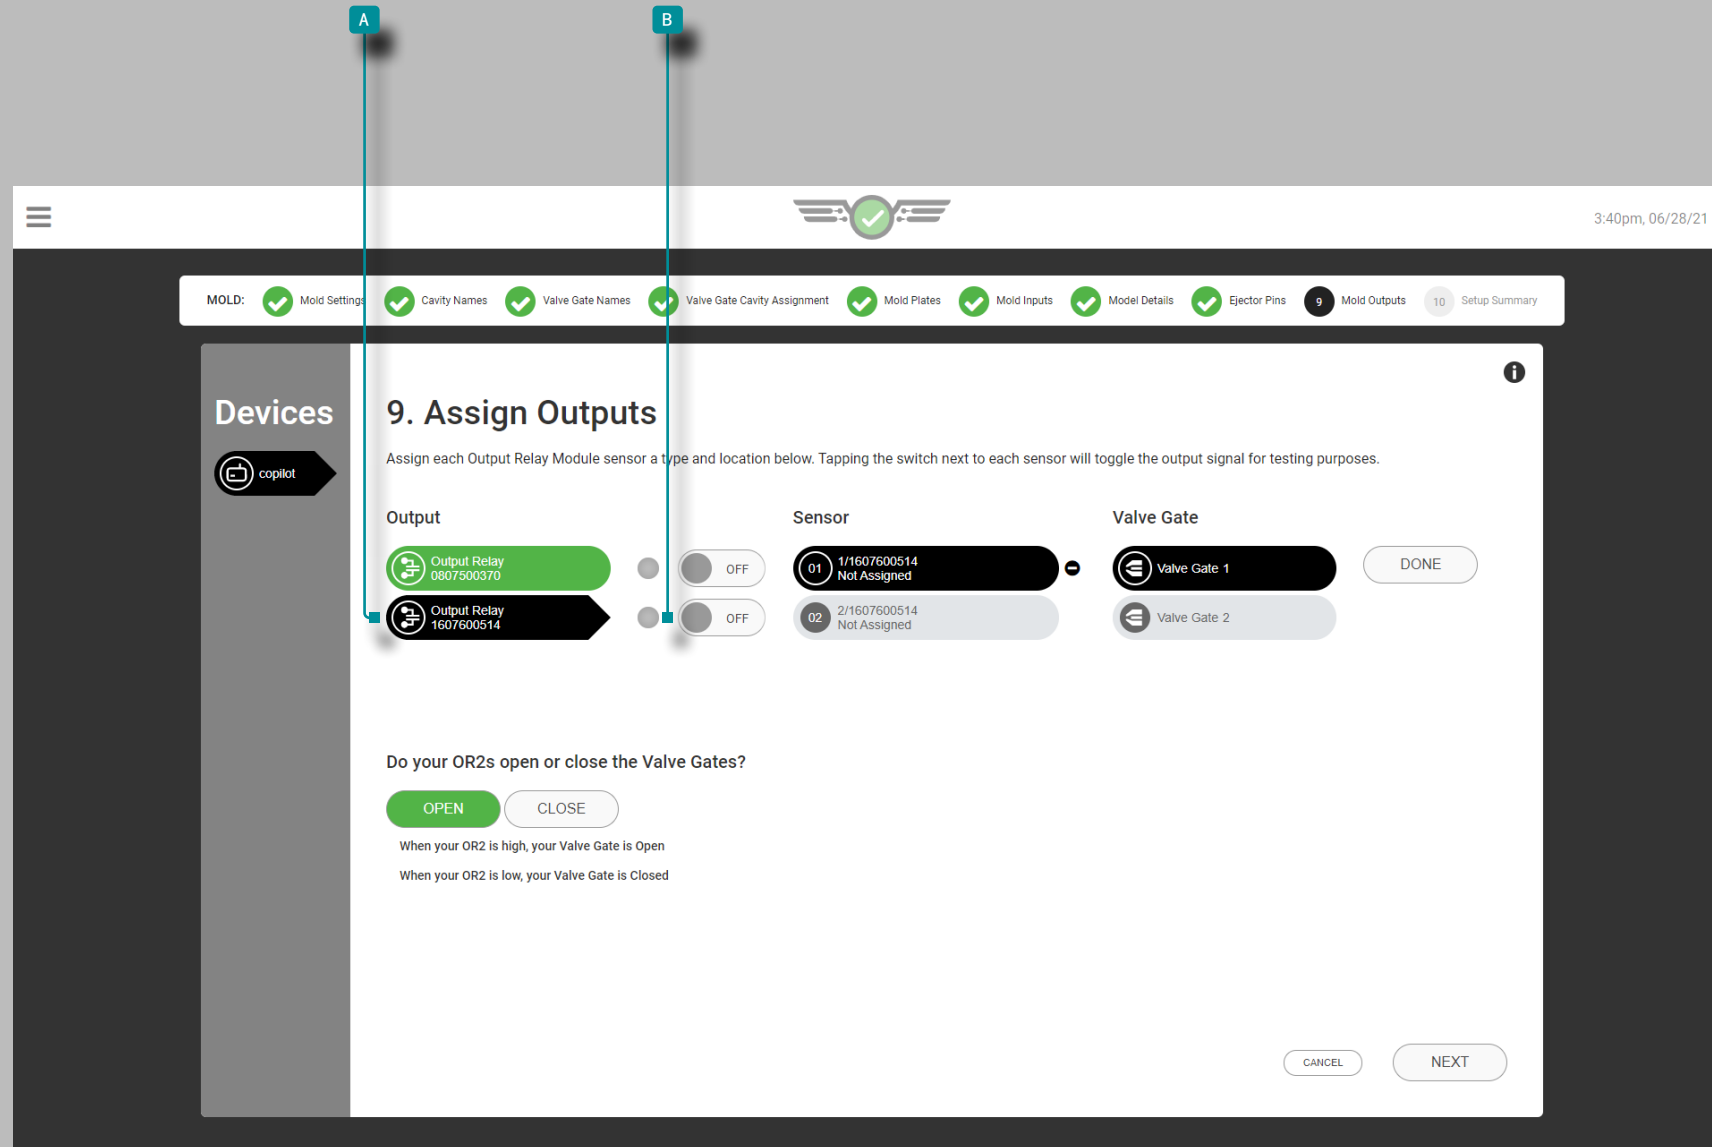 A
B
3:40pm, 06/28/21
MOLD: Mold Settings Cavity Names Valve Gate Names Valve Gate Cavity Assignment Mold Plates Mold Inputs Model Details Ejector Pins 9 Mold Outputs 10 Setup Summary
Devices
copilot
9. Assign Outputs
Assign each Output Relay Module sensor a type and location below. Tapping the switch next to each sensor will toggle the output signal for testing purposes.
Output
Sensor
Valve Gate
Output Relay
0807500370
OFF
01
1/1607600514
Not Assigned
Valve Gate 1
DONE
Output Relay
1607600514
OFF
02
2/1607600514
Not Assigned
Valve Gate 2
Do your OR2s open or close the Valve Gates?
OPEN
CLOSE
When your OR2 is high, your Valve Gate is Open
When your OR2 is low, your Valve Gate is Closed
CANCEL
NEXT